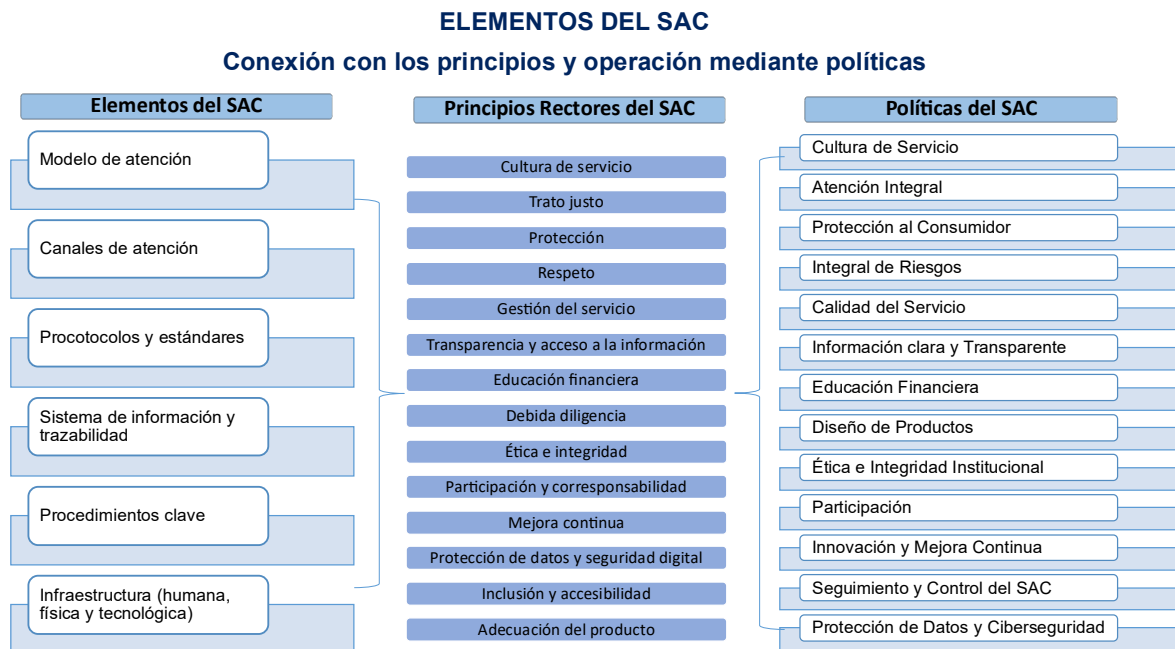 ELEMENTOS DEL SAC
Conexión con los principios y operación mediante políticas
Elementos del SAC
Modelo de atención
Canales de atención
Procotocolos y estándares
Sistema de información y
trazabilidad
Procedimientos clave
Infraestructura (humana,
física y tecnológica)
Principios Rectores del SAC
Cultura de servicio
Trato justo
Protección
Respeto
Gestión del servicio
Transparencia y acceso a la información
Educación financiera
Debida diligencia
Ética e integridad
Participación y corresponsabilidad
Mejora continua
Protección de datos y seguridad digital
Inclusión y accesibilidad
Adecuación del producto
Políticas del SAC
Cultura de Servicio
Atención Integral
Protección al Consumidor
Integral de Riesgos
Calidad del Servicio
Información clara y Transparente
Educación Financiera
Diseño de Productos
Ética e Integridad Institucional
Participación
Innovación y Mejora Continua
Seguimiento y Control del SAC
Protección de Datos y Ciberseguridad